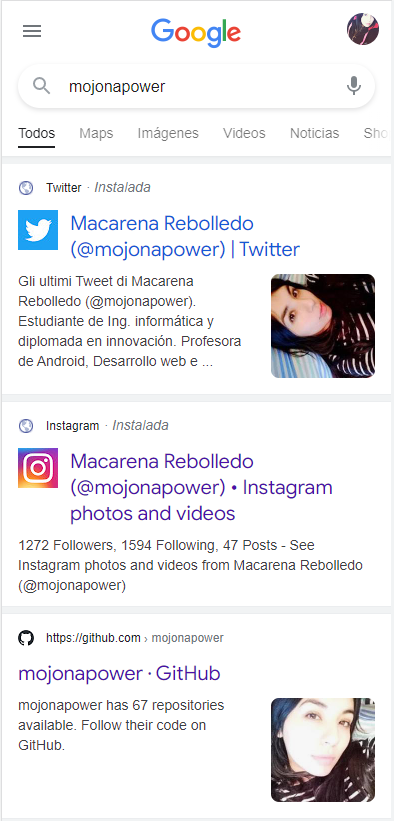 Google
mojonapower
Todos Maps Imágenes Videos Noticias Sho
Twitter · Instalada
Macarena Rebolledo
(@mojonapower) | Twitter
Gli ultimi Tweet di Macarena
Rebolledo (@mojonapower).
Estudiante de Ing. informática y
diplomada en innovación. Profesora
de Android, Desarrollo web e ...
Instagram · Instalada
Macarena Rebolledo
(@mojonapower) • Instagram
photos and videos
1272 Followers, 1594 Following, 47 Posts - See
Instagram photos and videos from Macarena Rebolledo
(@mojonapower)
https://github.com › mojonapower
mojonapower · GitHub
mojonapower has 67 repositories
available. Follow their code on
GitHub.